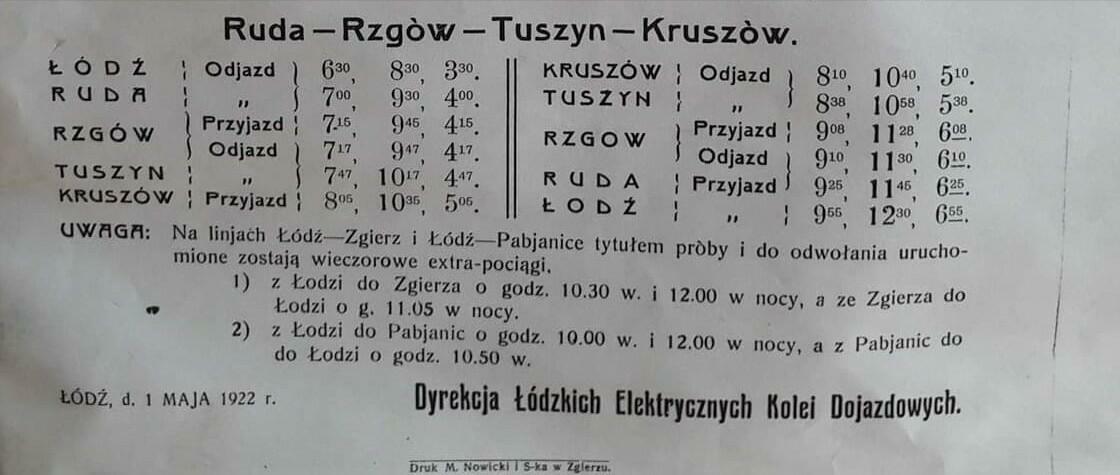 Ruda — Rzgòw — Tuszyn — Kruszòw.
ŁÓDŹ ¦ Odjazd } 6³⁰, 8³⁰, 3³⁰.
RUDA ¦ „ } 7⁰⁰, 9³⁰, 4⁰⁰.
RZGÓW } Przyjazd ¦ 7.¹⁵, 9⁴⁵, 4¹⁵.
Odjazd } 7¹⁷, 9⁴⁷, 4¹⁷.
TUSZYN ¦ „ } 7⁴⁷, 10¹⁷, 4⁴⁷.
KRUSZÓW ¦ Przyjazd ¦ 8⁰⁵, 10³⁵, 5⁰⁵.
KRUSZÓW ¦ Odjazd } 8¹⁰, 10⁴⁰, 5¹⁰.
TUSZYN ¦ „ } 8³⁸, 10⁵⁸, 5³⁸.
RZGOW } Przyjazd ¦ 9⁰⁸, 11²⁸, 6⁰⁸.
Odjazd } 9¹⁰, 11³⁰, 6¹⁰.
RUDA ¦ Przyjazd } 9²⁵, 11⁴⁵, 6²⁵.
ŁODŹ ¦ „ ¦ 9⁵⁵, 12³⁰, 6⁵⁵.
UWAGA: Na linjach Łódź—Zgierz i Łódź—Pabjanice tytułem pròby i do odwołania urucho-
mione zostają wieczorowe extra-pociągi.
1) z Łodzi do Zgierza o godz. 10.30 w. i 12.00 w nocy, a ze Zgierza do
Łodzi o g. 11.05 w nocy.
2) z Łodzi do Pabjanic o godz. 10.00 w. i 12.00 w nocy, a z Pabjanic do
do Łodzi o godz. 10.50 w.
ŁÓDŹ, d. 1 MAJA 1922 r.
Dyrekcja Łódzkich Elektrycznych Kolei Dojazdowych.
Druk M. Nowicki i S-ka w Zgierzu.